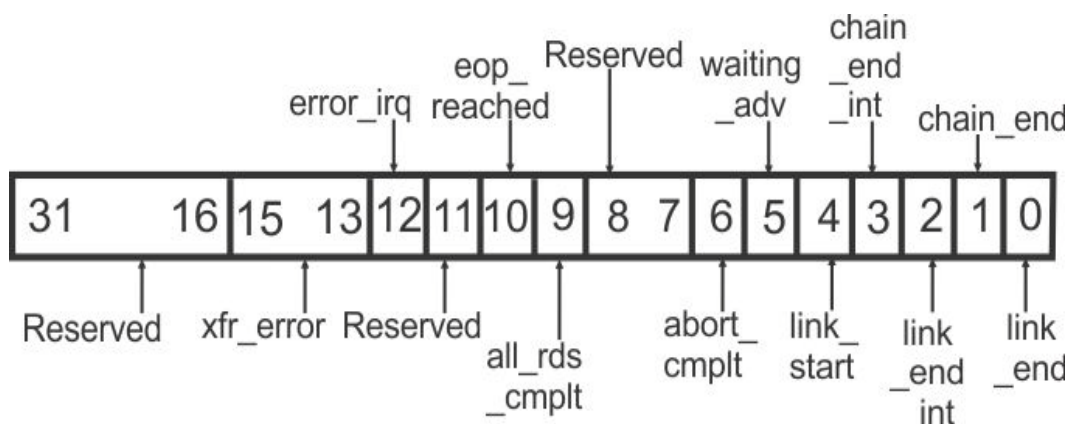 error_irq
eop_
reached
Reserved
waiting
_adv
chain
_end
_int
chain_end
31 16 15 13 12 11 10 9 8 7 6 5 4 3 2 1 0
Reserved
xfr_error
Reserved
all_rds
_cmplt
abort_
cmplt
link_
start
link
_end
_int
link
_end